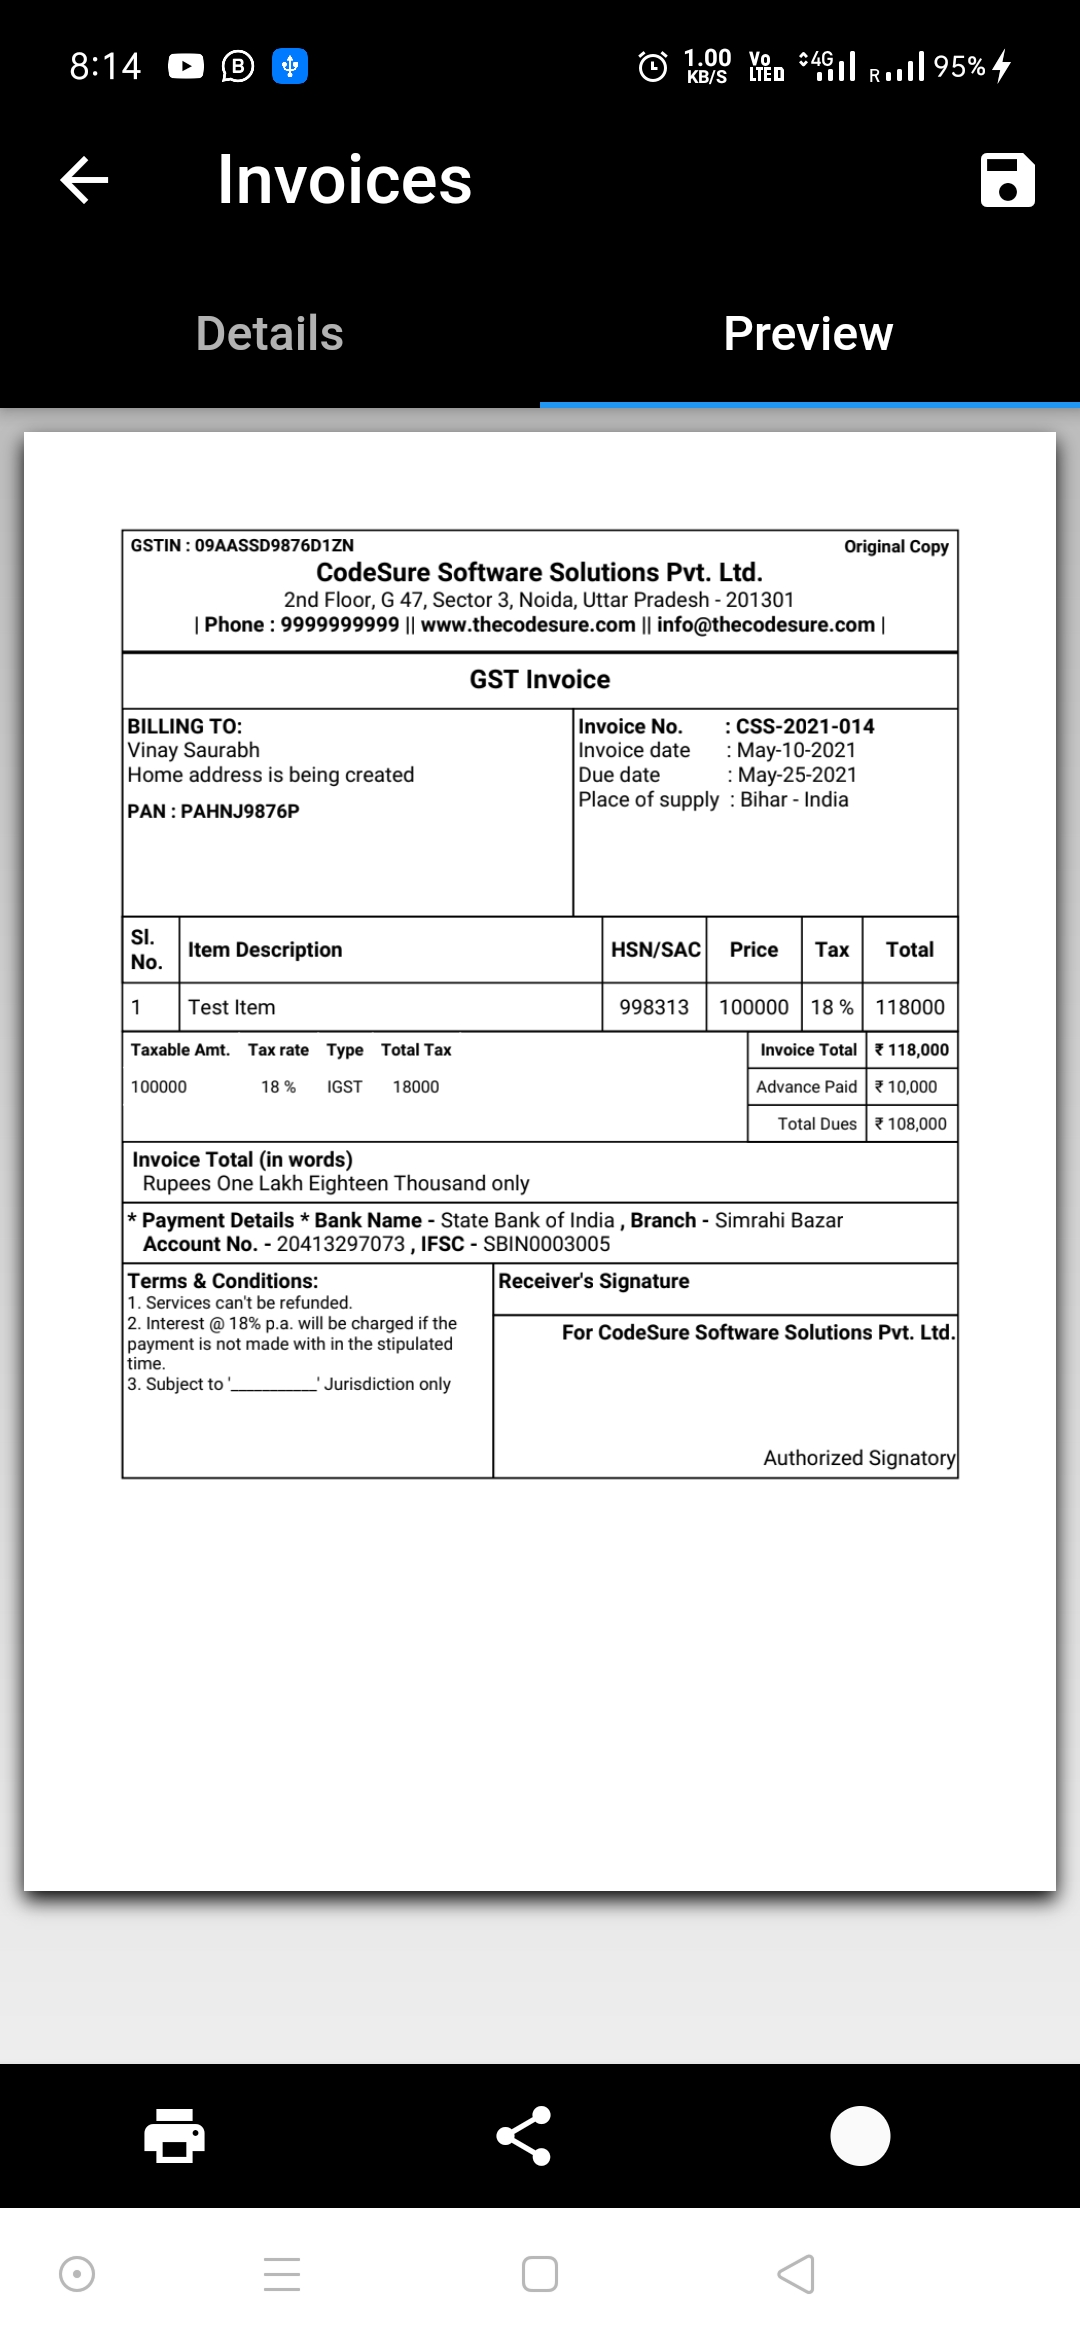 8:14
1.00 KB/S Vo LTE 4G R 95%
Invoices
Details Preview
GSTIN : 09AASSD9876D1ZN Original Copy
CodeSure Software Solutions Pvt. Ltd.
2nd Floor, G 47, Sector 3, Noida, Uttar Pradesh - 201301
| Phone : 9999999999 || www.thecodesure.com || info@thecodesure.com |
GST Invoice
BILLING TO:
Vinay Saurabh
Home address is being created
PAN : PAHNJ9876P
Invoice No. : CSS-2021-014
Invoice date : May-10-2021
Due date : May-25-2021
Place of supply : Bihar - India
Sl. No. Item Description HSN/SAC Price Tax Total
1 Test Item 998313 100000 18 % 118000
Taxable Amt. Tax rate Type Total Tax
100000 18 % IGST 18000
Invoice Total ₹ 118,000
Advance Paid ₹ 10,000
Total Dues ₹ 108,000
Invoice Total (in words)
Rupees One Lakh Eighteen Thousand only
* Payment Details * Bank Name - State Bank of India , Branch - Simrahi Bazar
Account No. - 20413297073 , IFSC - SBIN0003005
Terms & Conditions:
1. Services can't be refunded.
2. Interest @ 18% p.a. will be charged if the
payment is not made with in the stipulated
time.
3. Subject to '___________' Jurisdiction only
Receiver's Signature
For CodeSure Software Solutions Pvt. Ltd.
Authorized Signatory